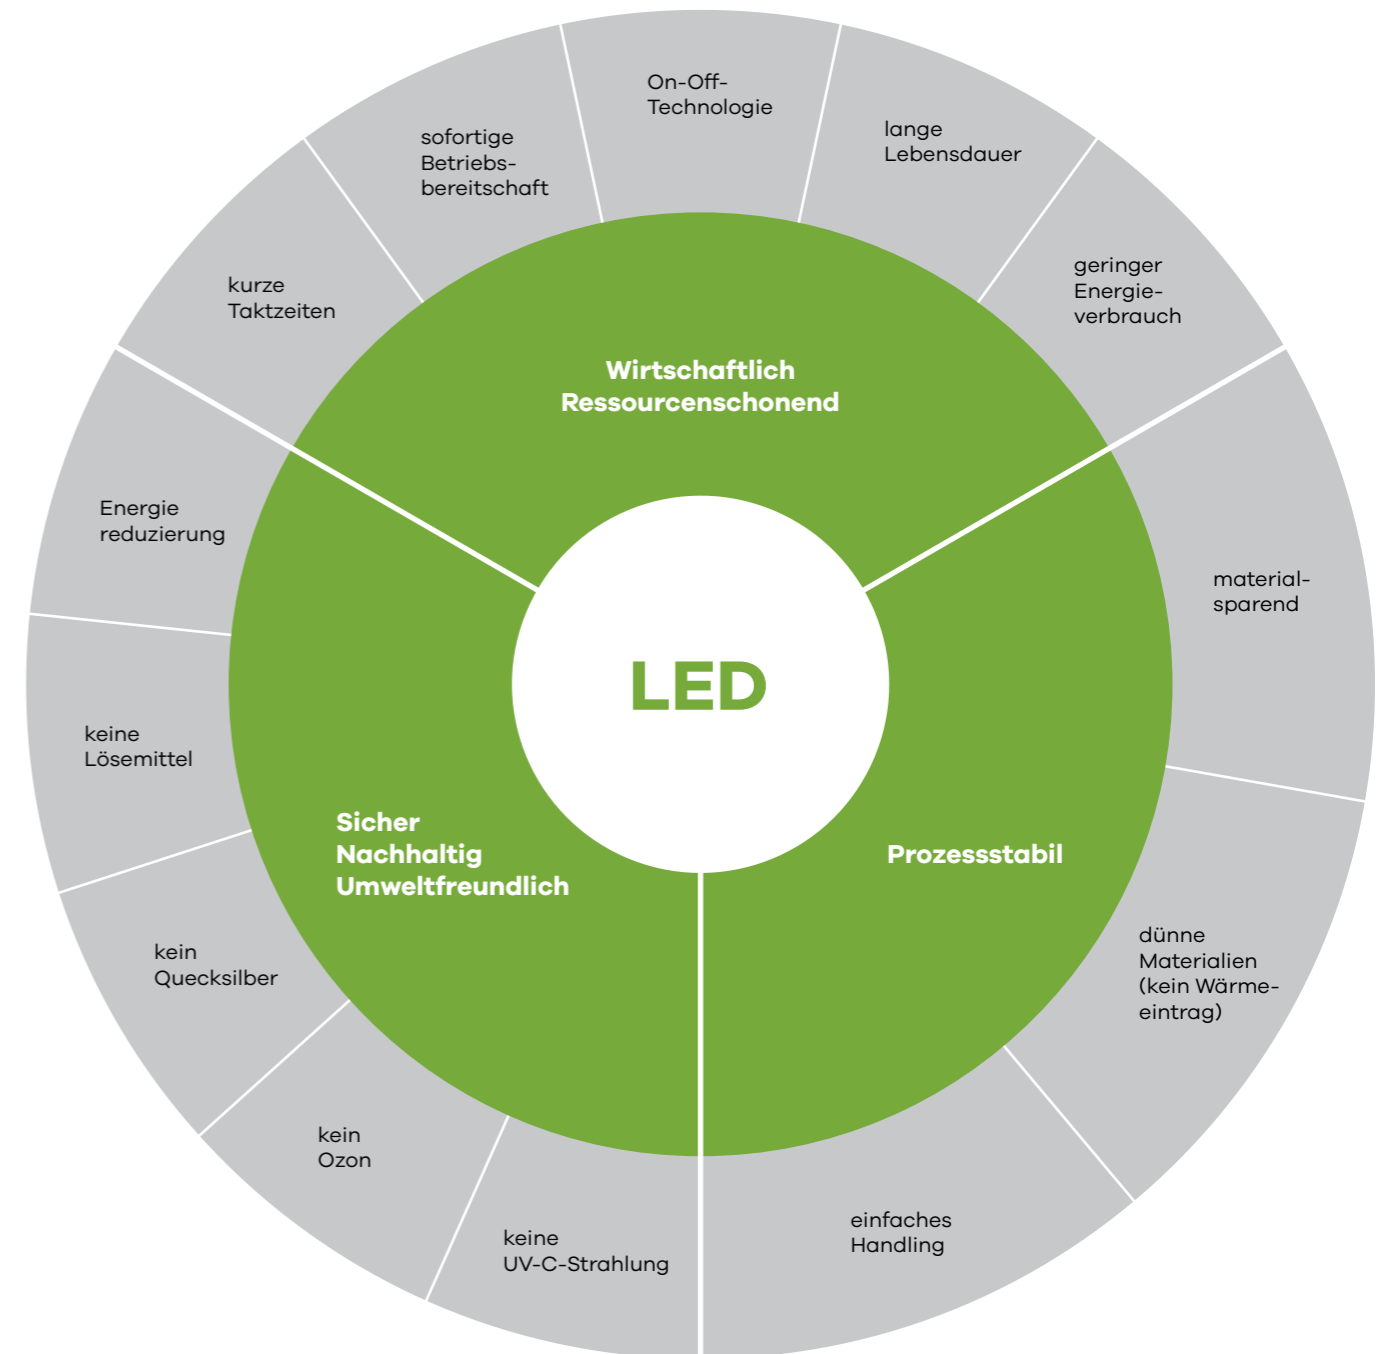 On-Off-
Technologie
lange
Lebensdauer
geringer
Energie-
verbrauch
material-
sparend
dünne
Materialien
(kein Wärme-
eintrag)
einfaches
Handling
keine
UV-C-Strahlung
kein
Ozon
kein
Quecksilber
keine
Lösemittel
Energie
reduzierung
kurze
Taktzeiten
sofortige
Betriebs-
bereitschaft
Wirtschaftlich
Ressourcenschonend
Prozessstabil
Sicher
Nachhaltig
Umweltfreundlich
LED